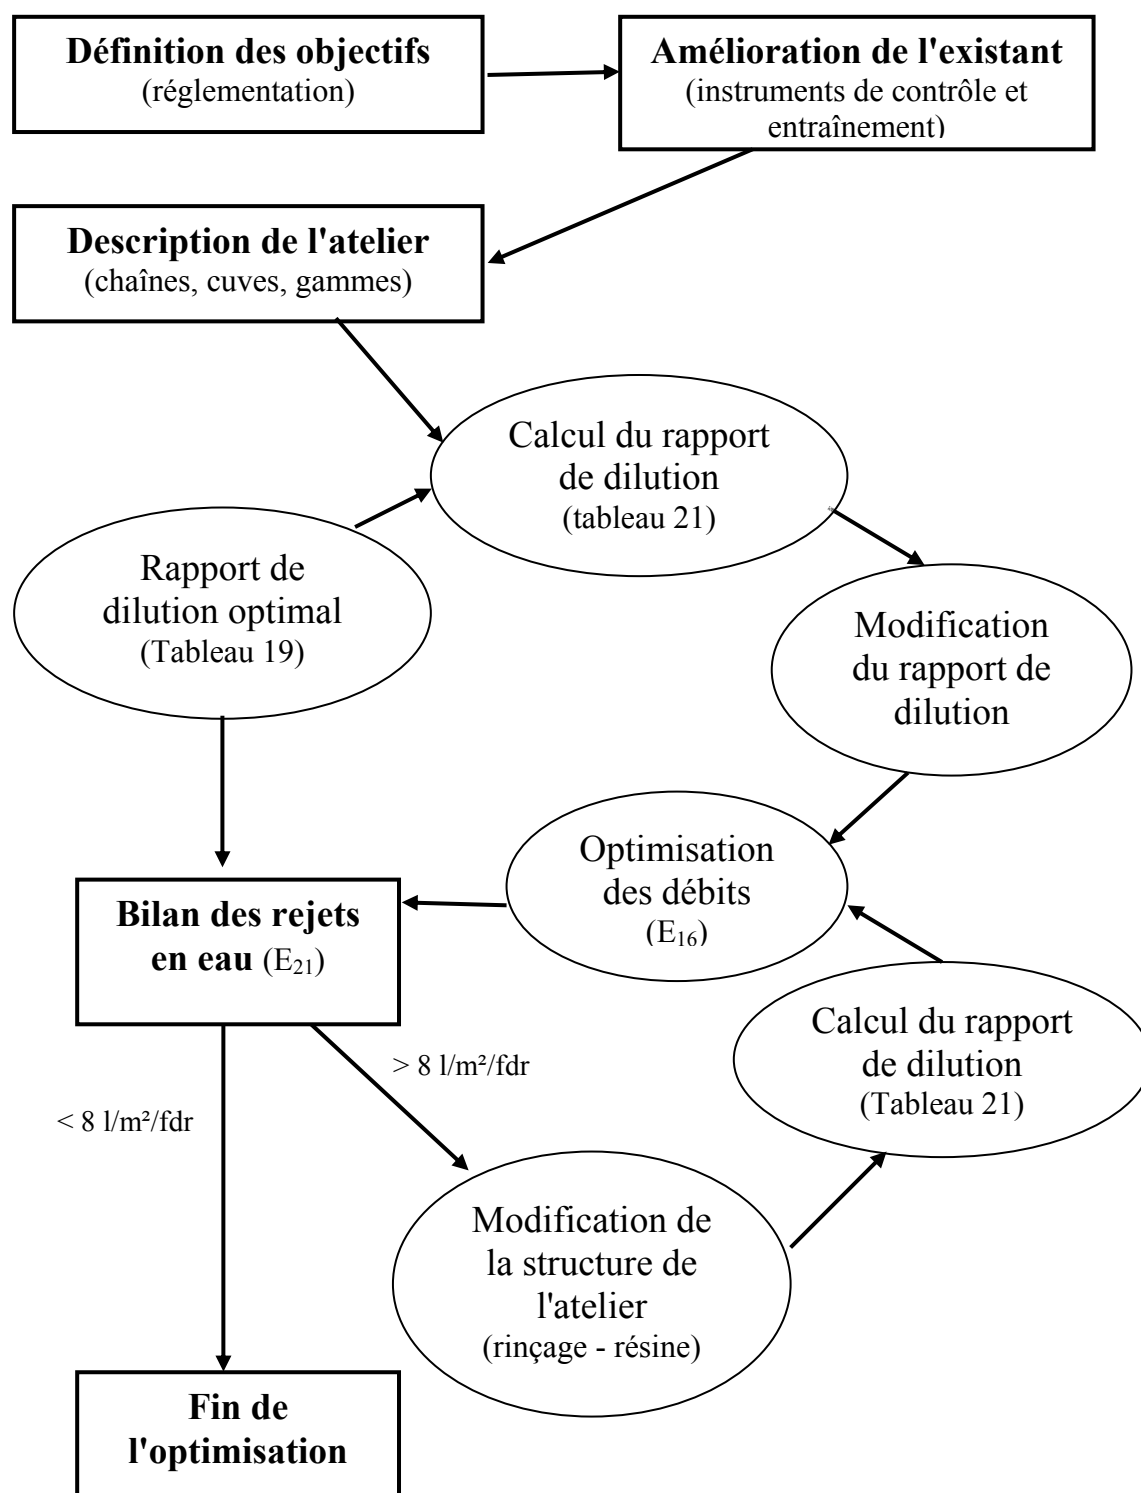 Définition des objectifs
(réglementation)
Amélioration de l'existant
(instruments de contrôle et
entraînement)
Description de l'atelier
(chaînes, cuves, gammes)
Calcul du rapport
de dilution
(tableau 21)
Rapport de
dilution optimal
(Tableau 19)
Modification
du rapport de
dilution
Optimisation
des débits
(E₁₆)
Bilan des rejets
en eau (E₂₁)
Calcul du rapport
de dilution
(Tableau 21)
> 8 l/m²/fdr
< 8 l/m²/fdr
Modification de
la structure de
l'atelier
(rinçage - résine)
Fin de
l'optimisation